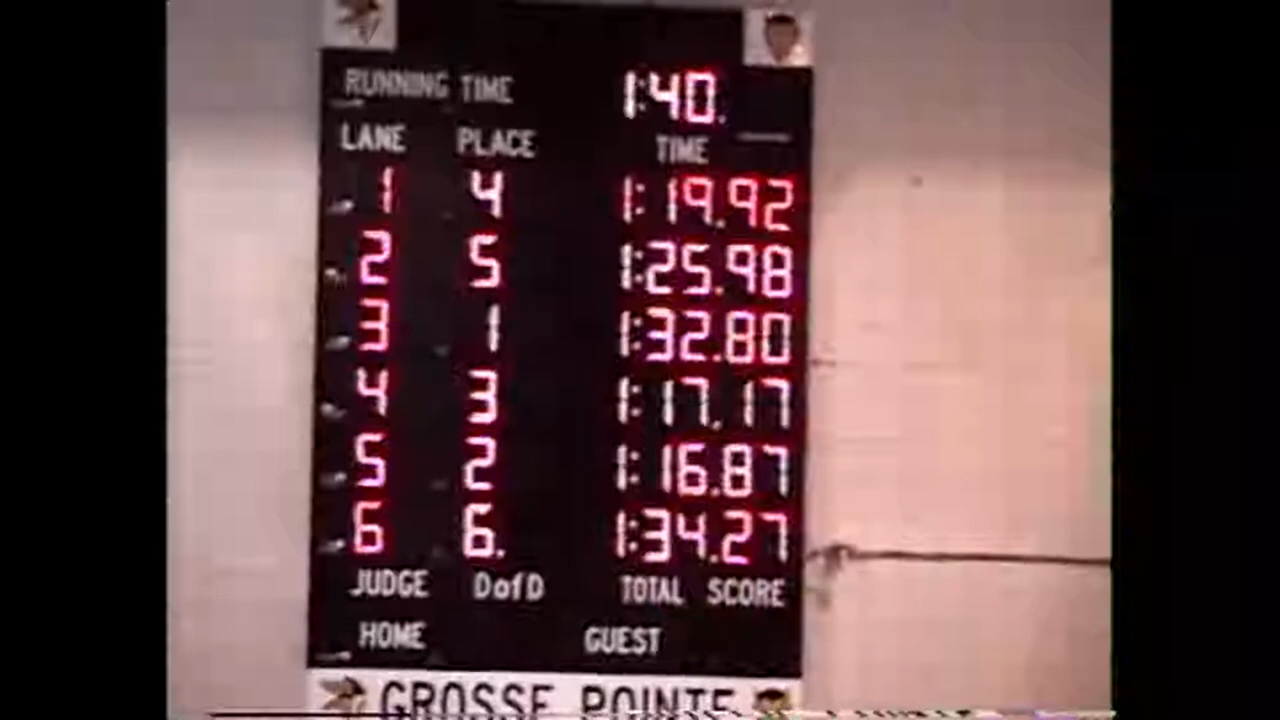 RUNNING TIME 1:40.
LANE PLACE TIME
1 4 1:19.92
2 5 1:25.98
3 1 1:32.80
4 3 1:17.17
5 2 1:16.87
6 6. 1:34.27
JUDGE DofD TOTAL SCORE
HOME GUEST
GROSSE POINTE